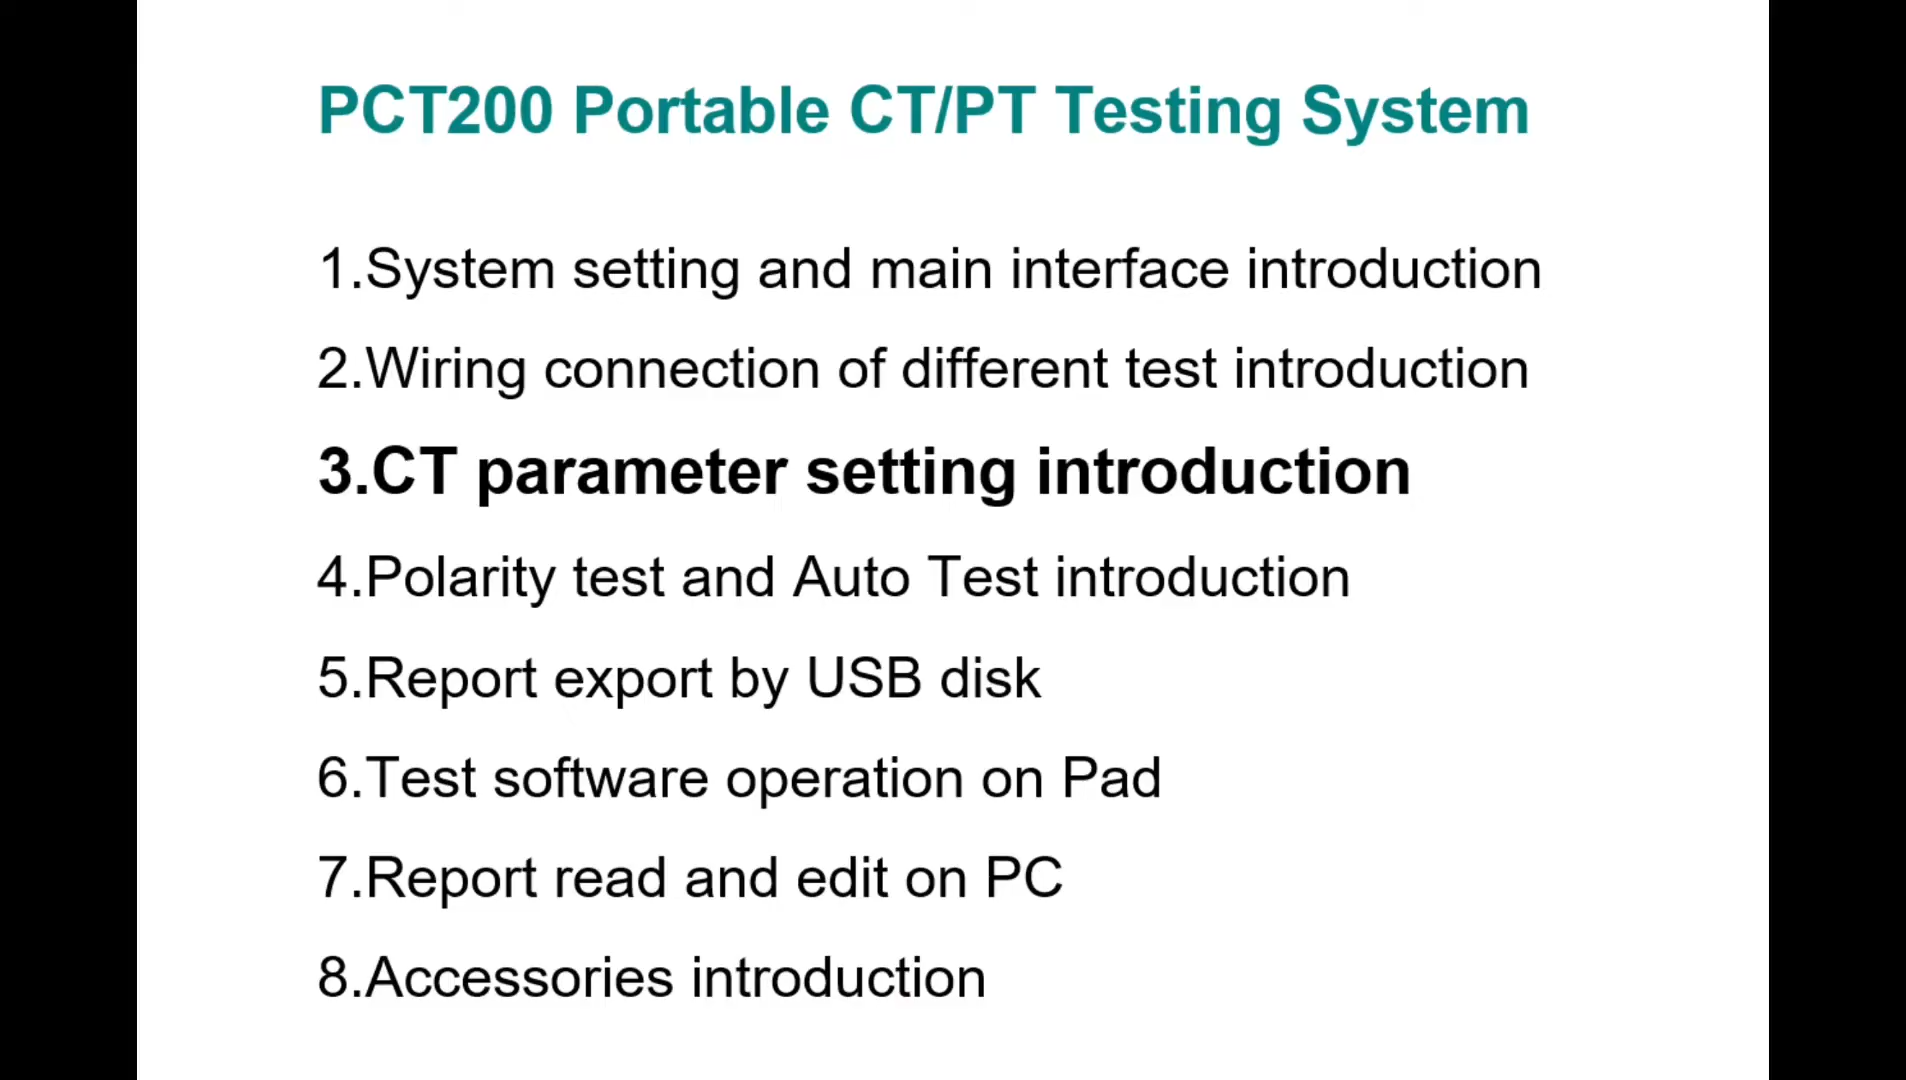 PCT200 Portable CT/PT Testing System
1.System setting and main interface introduction
2.Wiring connection of different test introduction
3.CT parameter setting introduction
4.Polarity test and Auto Test introduction
5.Report export by USB disk
6.Test software operation on Pad
7.Report read and edit on PC
8.Accessories introduction